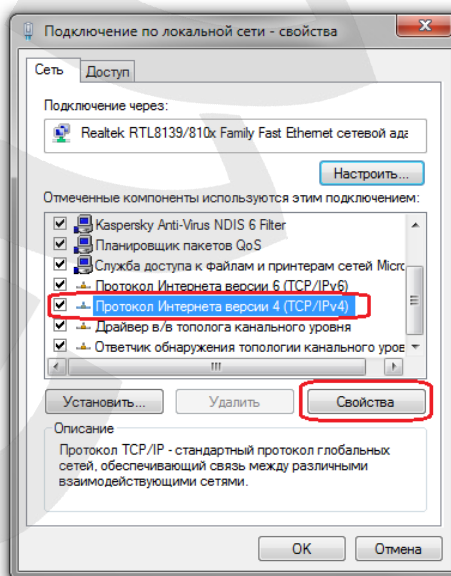 Подключение по локальной сети - свойства
Сеть Доступ
Подключение через:
Realtek RTL8139/810x Family Fast Ethernet сетевой ада
Настроить...
Отмеченные компоненты используются этим подключением:
Kaspersky Anti-Virus NDIS 6 Filter
Планировщик пакетов QoS
Служба доступа к файлам и принтерам сетей Micro
Протокол Интернета версии 6 (TCP/IPv6)
Протокол Интернета версии 4 (TCP/IPv4)
Драйвер в/в тополога канального уровня
Ответчик обнаружения топологии канального уров
Установить... Удалить Свойства
Описание
Протокол TCP/IP - стандартный протокол глобальных
сетей, обеспечивающий связь между различными
взаимодействующими сетями.
OK Отмена